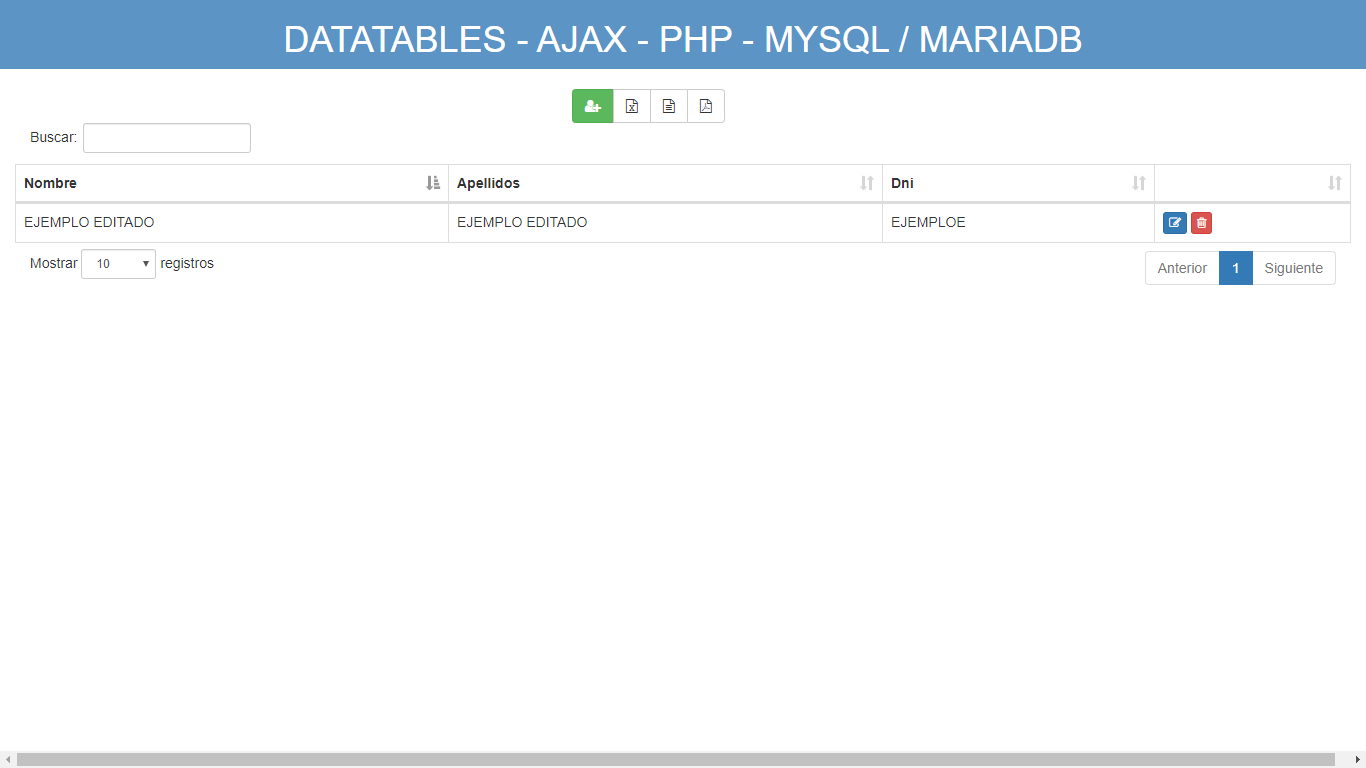 DATATABLES - AJAX - PHP - MYSQL / MARIADB
Buscar:
Nombre Apellidos Dni
EJEMPLO EDITADO EJEMPLO EDITADO EJEMPLOE
Mostrar 10 registros Anterior 1 Siguiente